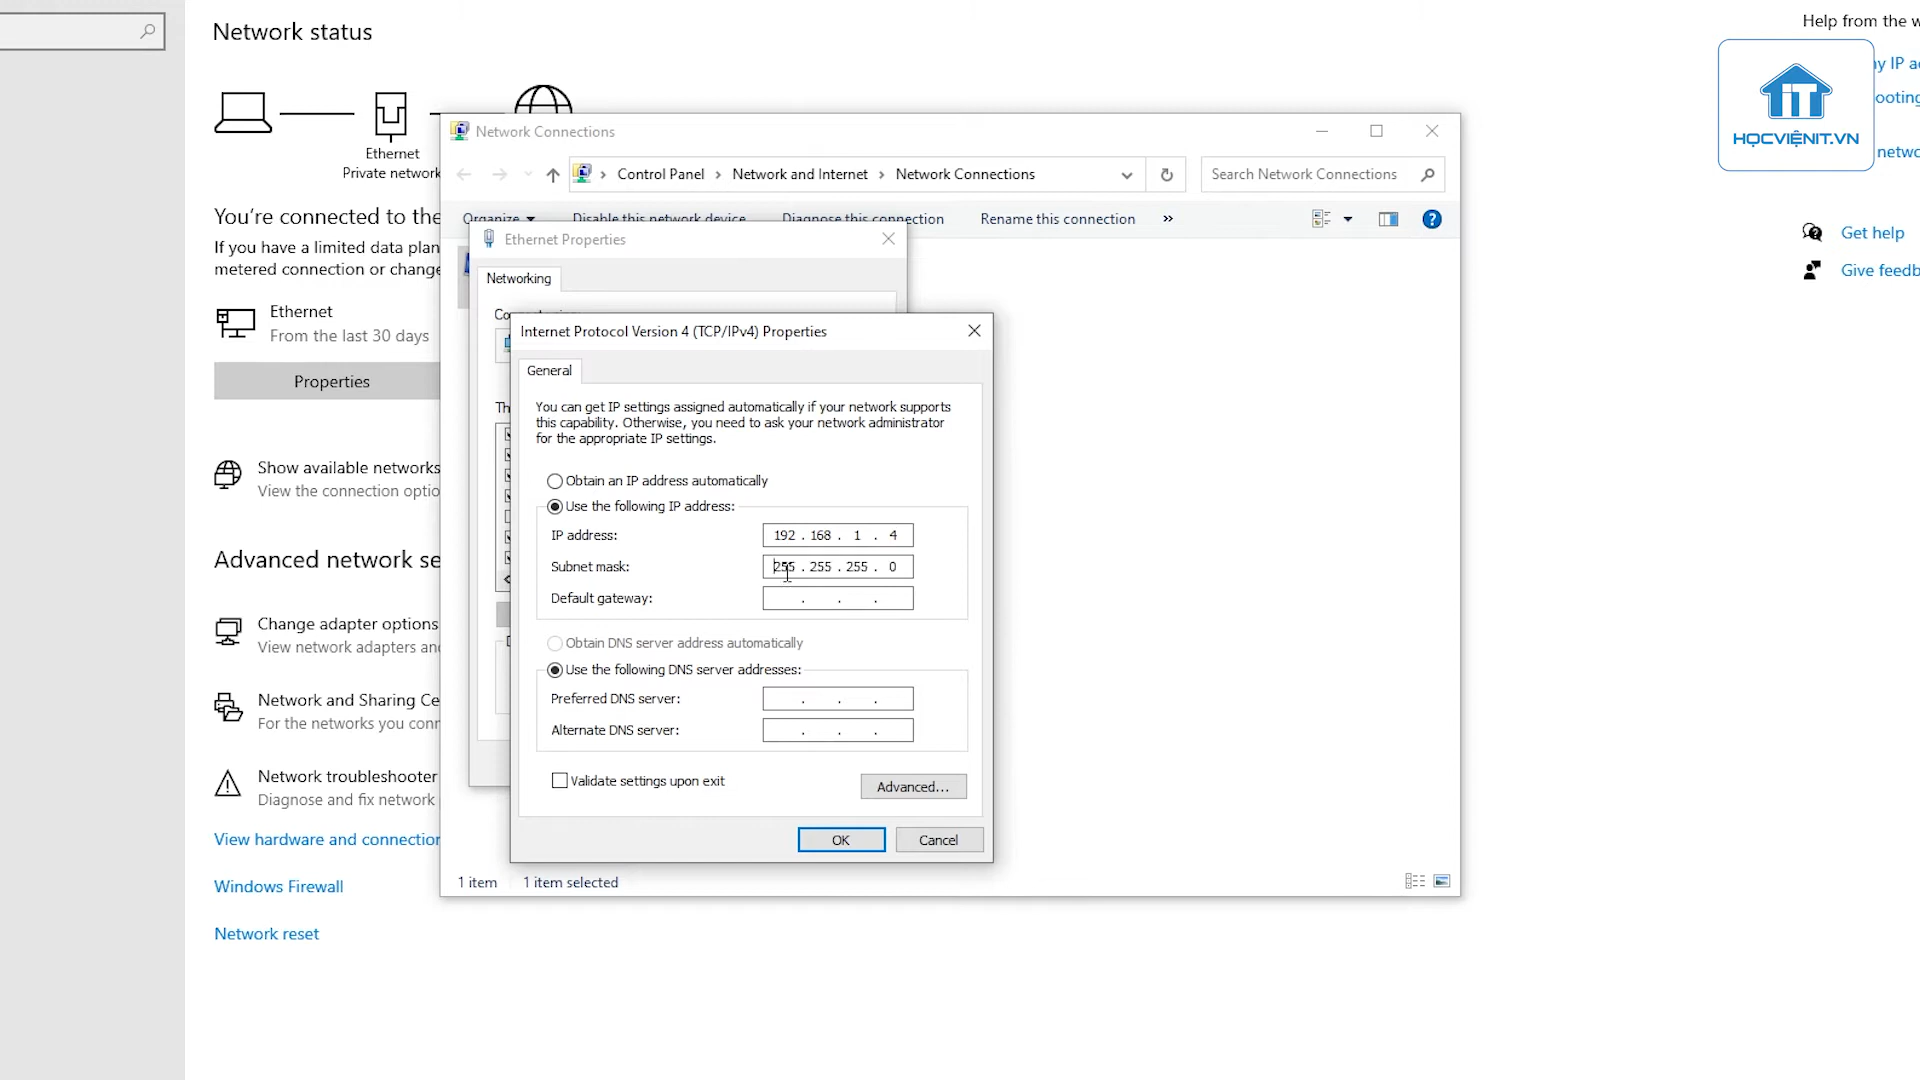 Network status
Help from the w
HỌCVIỆNIT.VN
y IP a
ooting
netwo
Ethernet
Private network
You're connected to the
If you have a limited data plan
metered connection or change
Ethernet
From the last 30 days
Properties
Show available networks
View the connection optio
Advanced network se
Change adapter options
View network adapters an
Network and Sharing Ce
For the networks you conn
Network troubleshooter
Diagnose and fix network
View hardware and connection
Windows Firewall
Network reset
Get help
Give feedb
Network Connections
Control Panel › Network and Internet › Network Connections
Search Network Connections
Organize
Disable this network device
Diagnose this connection
Rename this connection
»
Ethernet Properties
Networking
Internet Protocol Version 4 (TCP/IPv4) Properties
General
You can get IP settings assigned automatically if your network supports
this capability. Otherwise, you need to ask your network administrator
for the appropriate IP settings.
Obtain an IP address automatically
Use the following IP address:
IP address: 192 . 168 . 1 . 4
Subnet mask: 255 . 255 . 255 . 0
Default gateway: . . .
Obtain DNS server address automatically
Use the following DNS server addresses:
Preferred DNS server: . . .
Alternate DNS server: . . .
Validate settings upon exit
Advanced...
OK
Cancel
1 item
1 item selected